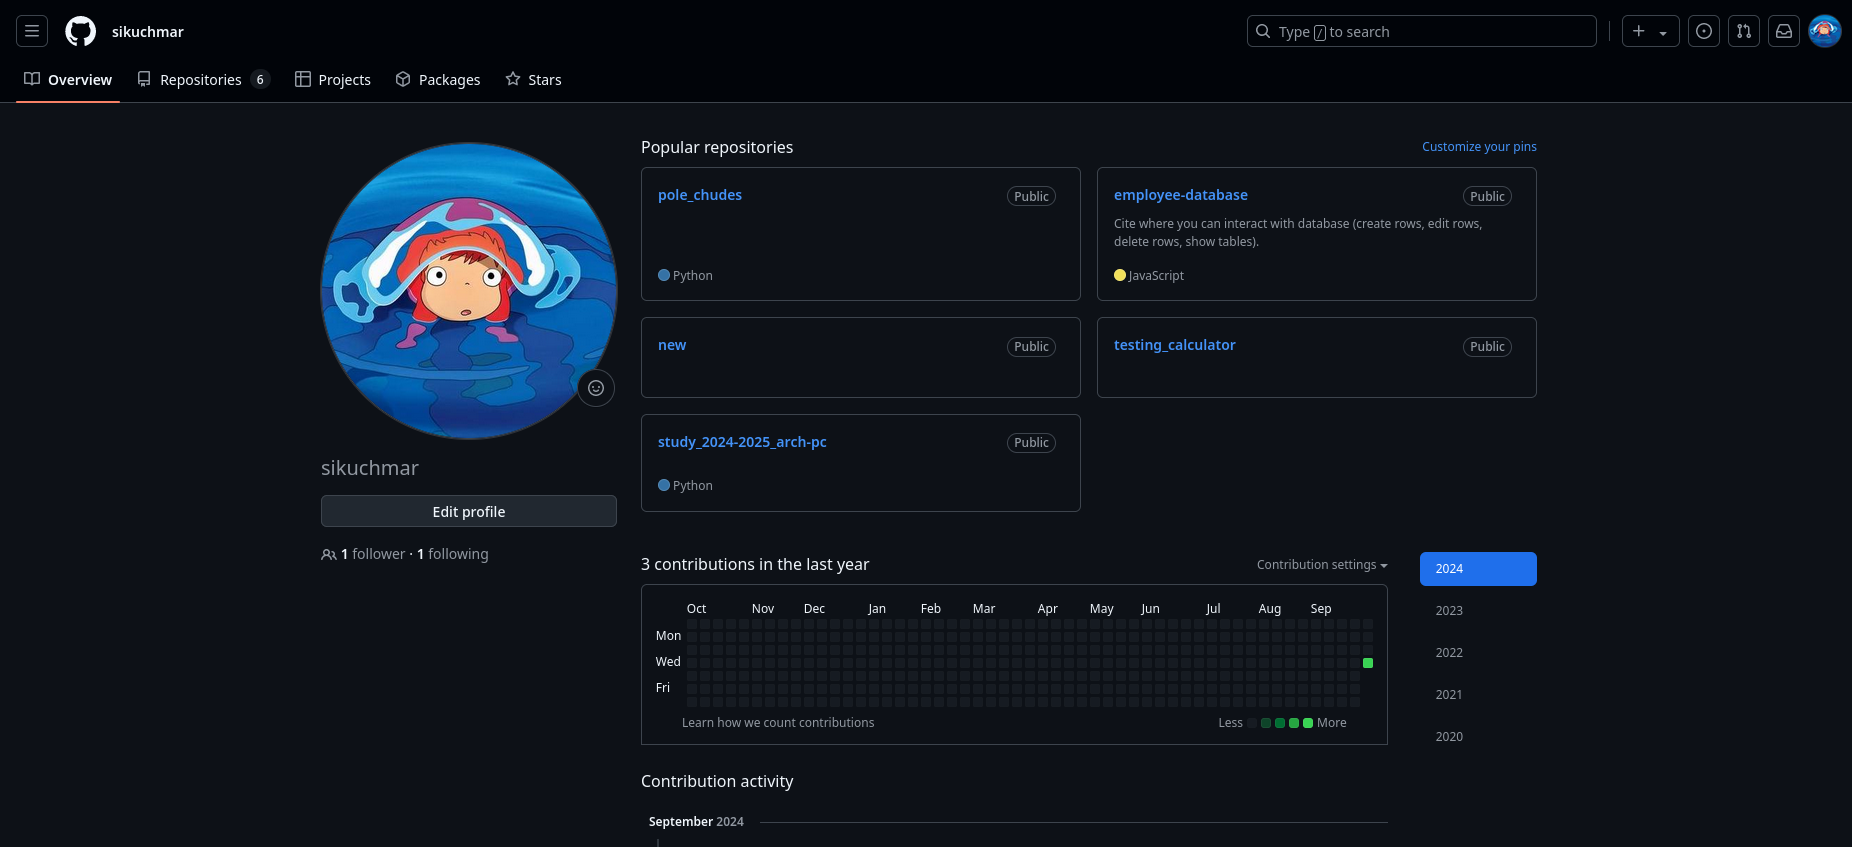 sikuchmar
Type / to search
Overview Repositories 6 Projects Packages Stars
Popular repositories
Customize your pins
pole_chudes Public
Python
employee-database Public
Cite where you can interact with database (create rows, edit rows,
delete rows, show tables).
JavaScript
new Public
testing_calculator Public
study_2024-2025_arch-pc Public
Python
sikuchmar
Edit profile
1 follower · 1 following
3 contributions in the last year
Contribution settings
Oct Nov Dec Jan Feb Mar Apr May Jun Jul Aug Sep
Mon
Wed
Fri
Learn how we count contributions
Less More
2024
2023
2022
2021
2020
Contribution activity
September 2024